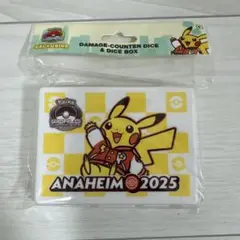 DAMAGE-COUNTER DICE
& DICE BOX
ANAHEIM 2025